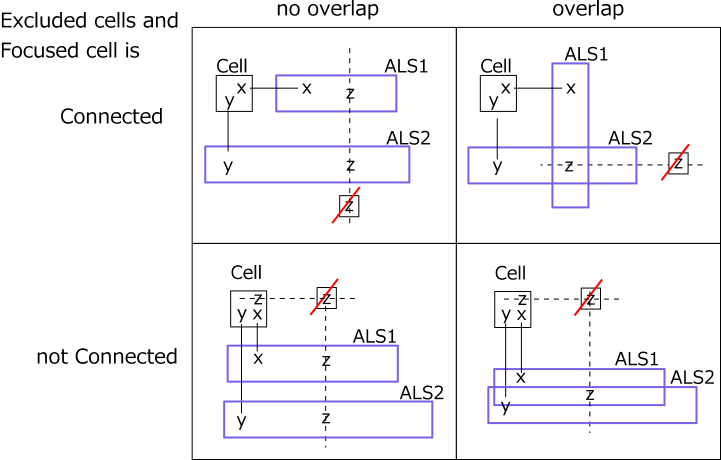 no overlap
overlap
Excluded cells and
Focused cell is
Connected
Cell
ALS1
x
x
z
y
ALS2
y
z
z
Cell
ALS1
x
x
y
ALS2
y
z
z
not Connected
Cell
z
z
y x
ALS1
x
z
ALS2
y
z
Cell
z
z
y x
ALS1
x
ALS2
z
y